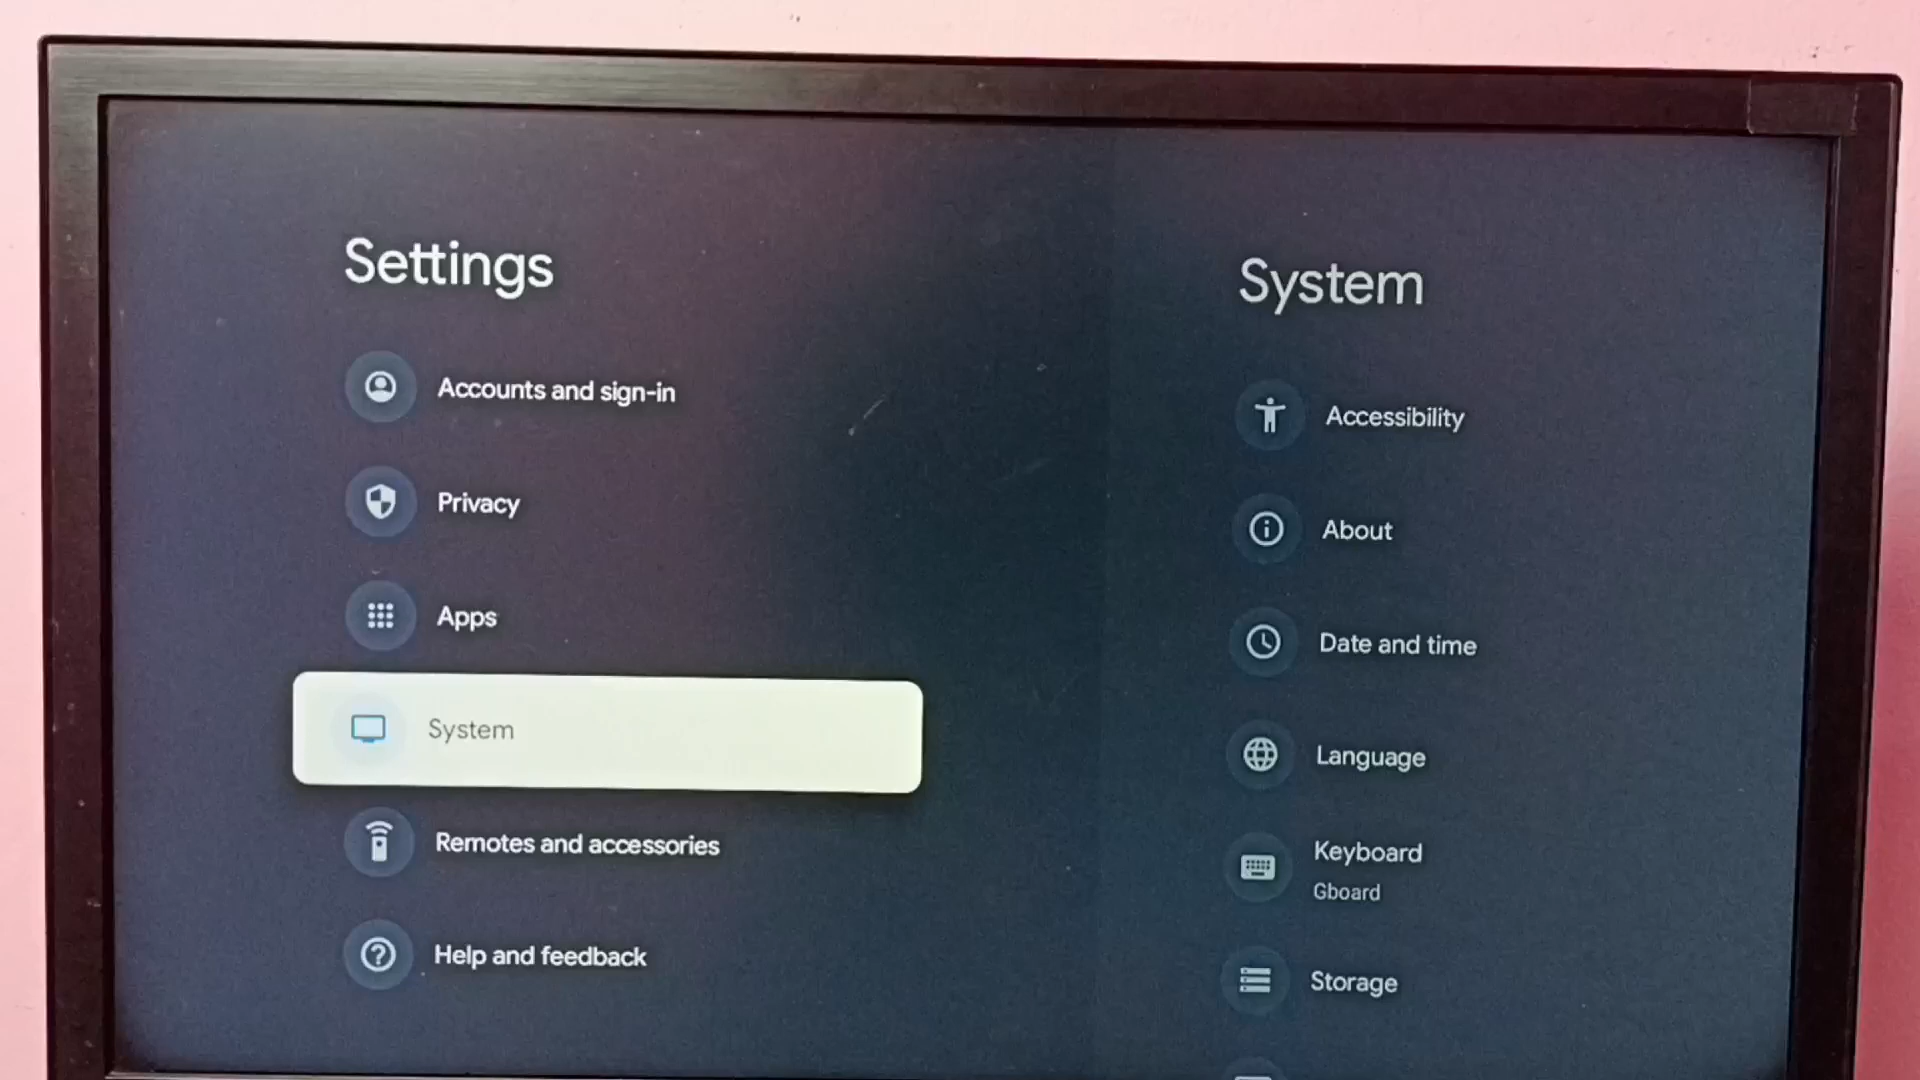 Settings
Accounts and sign-in
Privacy
Apps
System
Remotes and accessories
Help and feedback
System
Accessibility
About
Date and time
Language
Keyboard
Gboard
Storage